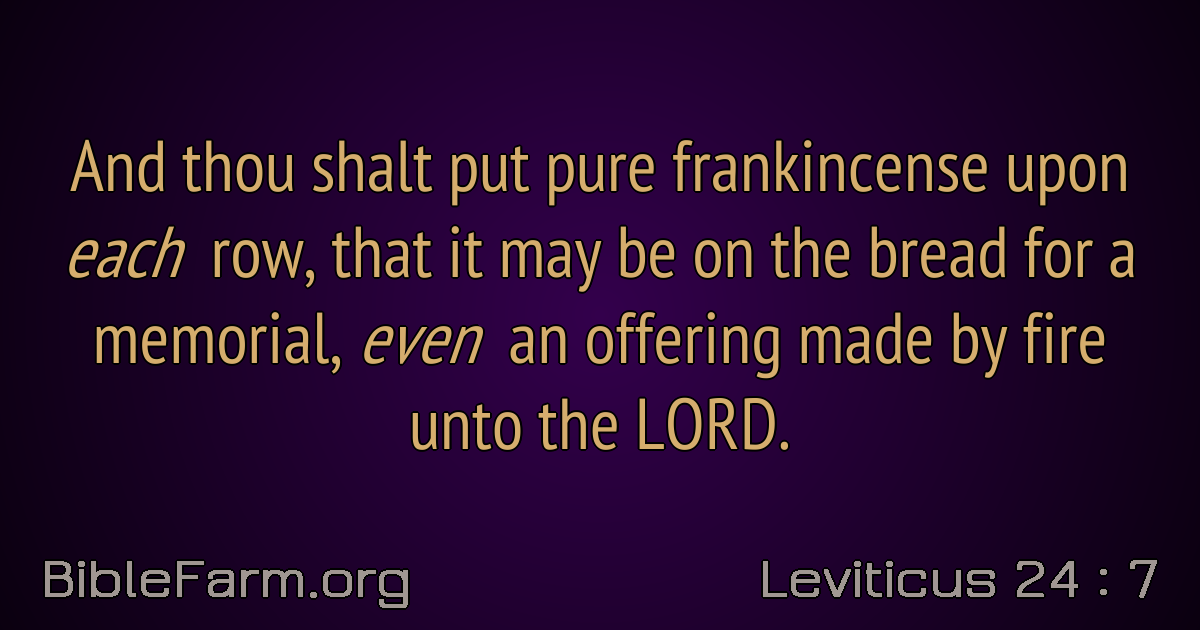 And thou shalt put pure frankincense upon
each row, that it may be on the bread for a
memorial, even an offering made by fire
unto the LORD.
BibleFarm.org
Leviticus 24 : 7